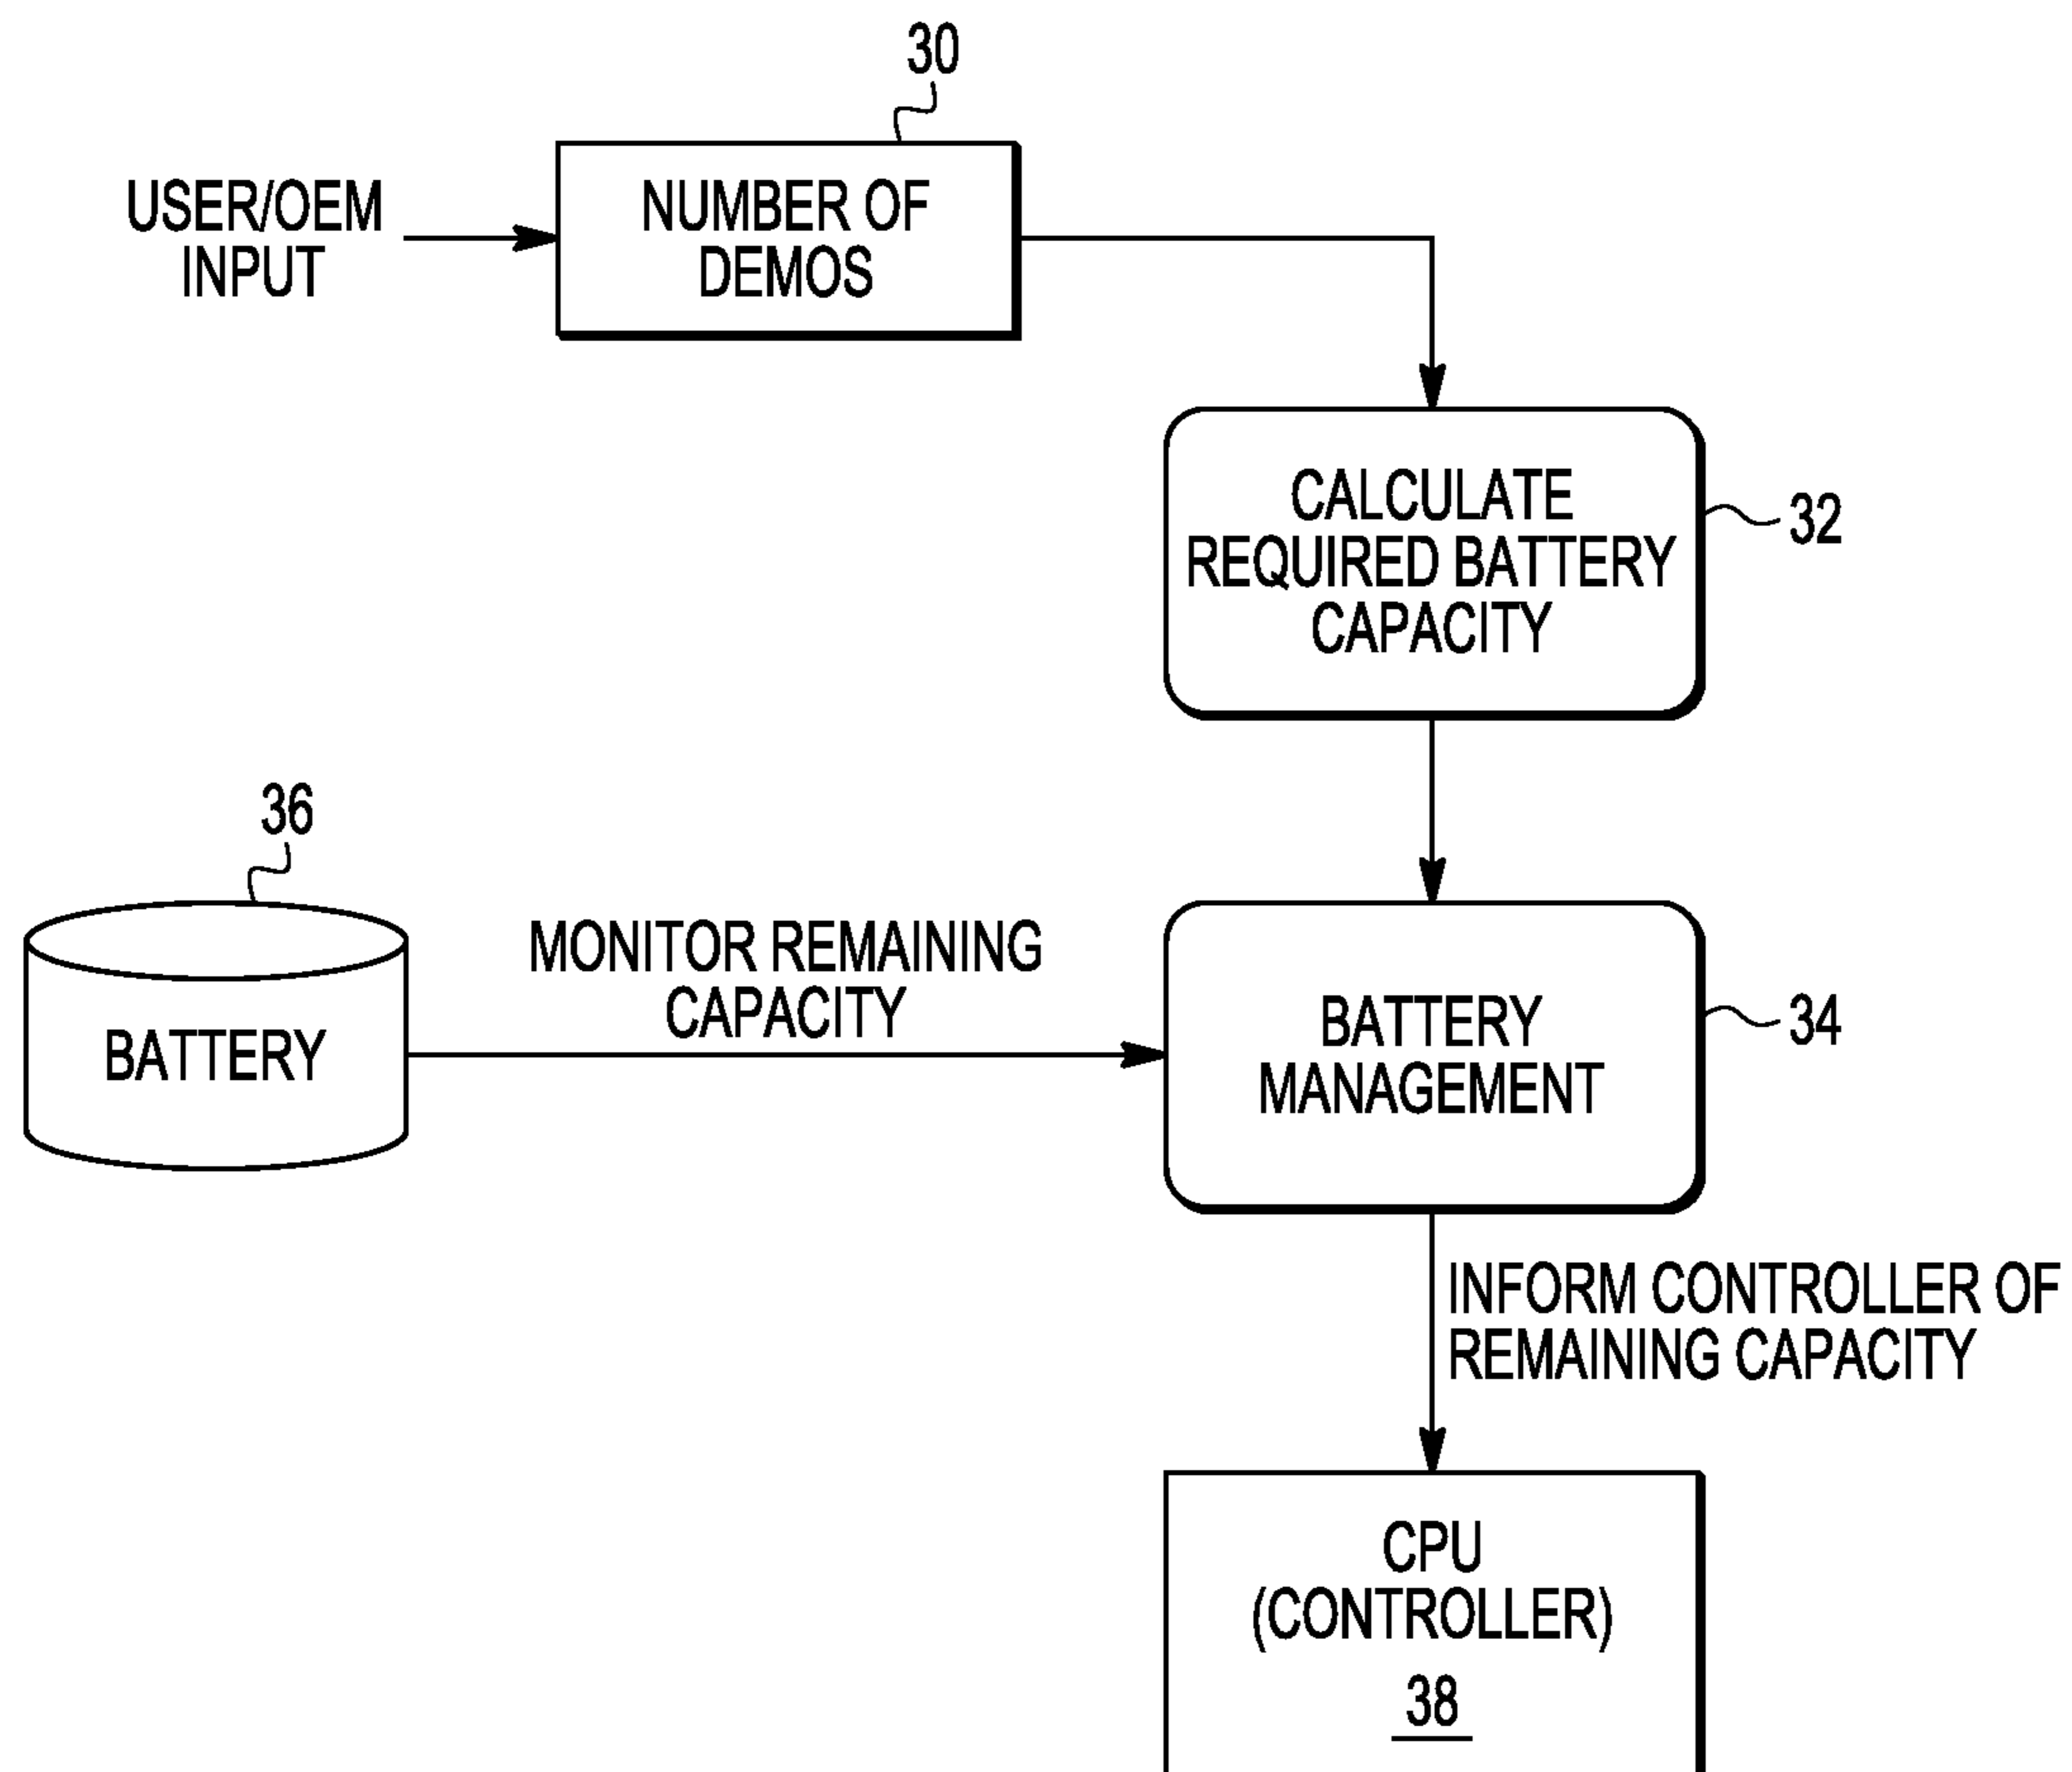 30
USER/OEM
INPUT
NUMBER OF
DEMOS
CALCULATE
REQUIRED BATTERY
CAPACITY
32
36
BATTERY
MONITOR REMAINING
CAPACITY
BATTERY
MANAGEMENT
34
INFORM CONTROLLER OF
REMAINING CAPACITY
CPU
(CONTROLLER)
38